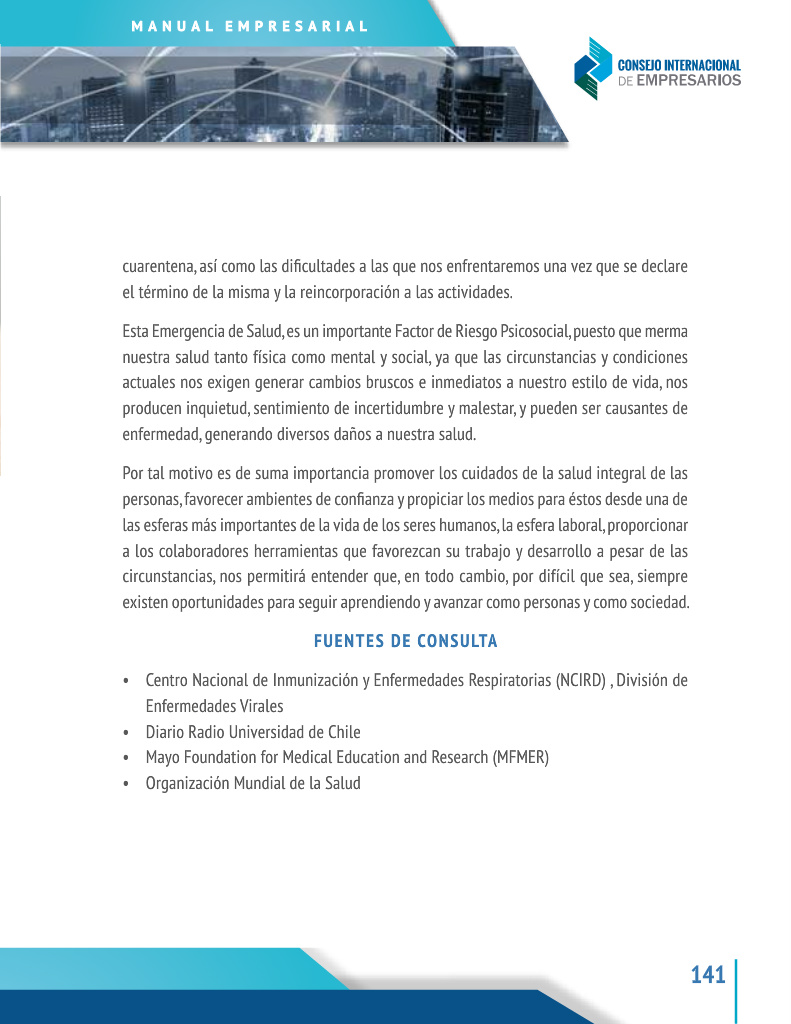 MANUAL EMPRESARIAL
CONSEJO INTERNACIONAL
DE EMPRESARIOS
cuarentena, así como las dificultades a las que nos enfrentaremos una vez que se declare
el término de la misma y la reincorporación a las actividades.
Esta Emergencia de Salud, es un importante Factor de Riesgo Psicosocial, puesto que merma
nuestra salud tanto física como mental y social, ya que las circunstancias y condiciones
actuales nos exigen generar cambios bruscos e inmediatos a nuestro estilo de vida, nos
producen inquietud, sentimiento de incertidumbre y malestar, y pueden ser causantes de
enfermedad, generando diversos daños a nuestra salud.
Por tal motivo es de suma importancia promover los cuidados de la salud integral de las
personas, favorecer ambientes de confianza y propiciar los medios para éstos desde una de
las esferas más importantes de la vida de los seres humanos, la esfera laboral, proporcionar
a los colaboradores herramientas que favorezcan su trabajo y desarrollo a pesar de las
circunstancias, nos permitirá entender que, en todo cambio, por difícil que sea, siempre
existen oportunidades para seguir aprendiendo y avanzar como personas y como sociedad.
FUENTES DE CONSULTA
• Centro Nacional de Inmunización y Enfermedades Respiratorias (NCIRD) , División de
Enfermedades Virales
• Diario Radio Universidad de Chile
• Mayo Foundation for Medical Education and Research (MFMER)
• Organización Mundial de la Salud
141